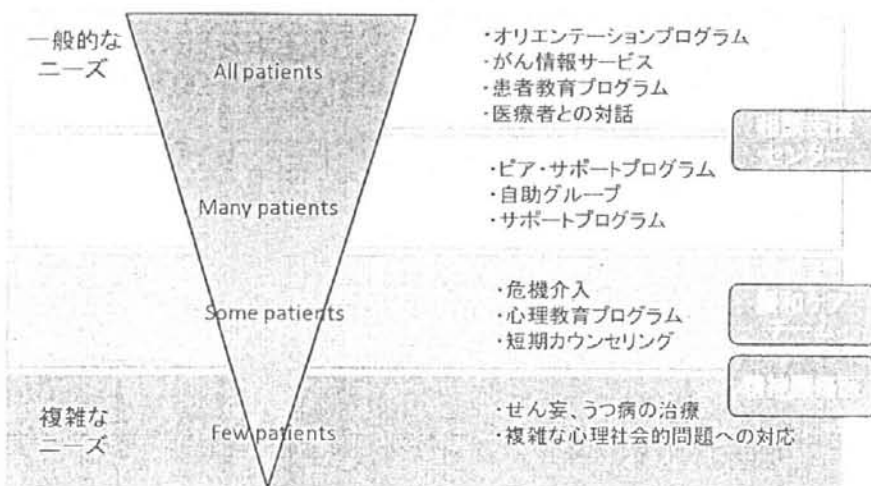 一般的な
ニーズ
All patients
・オリエンテーションプログラム
・がん情報サービス
・患者教育プログラム
・医療者との対話
センター
Many patients
・ピア・サポートプログラム
・自助グループ
・サポートプログラム
Some patients
・危機介入
・心理教育プログラム
・短期カウンセリング
複雑な
ニーズ
Few patients
・せん妄、うつ病の治療
・複雑な心理社会的問題への対応